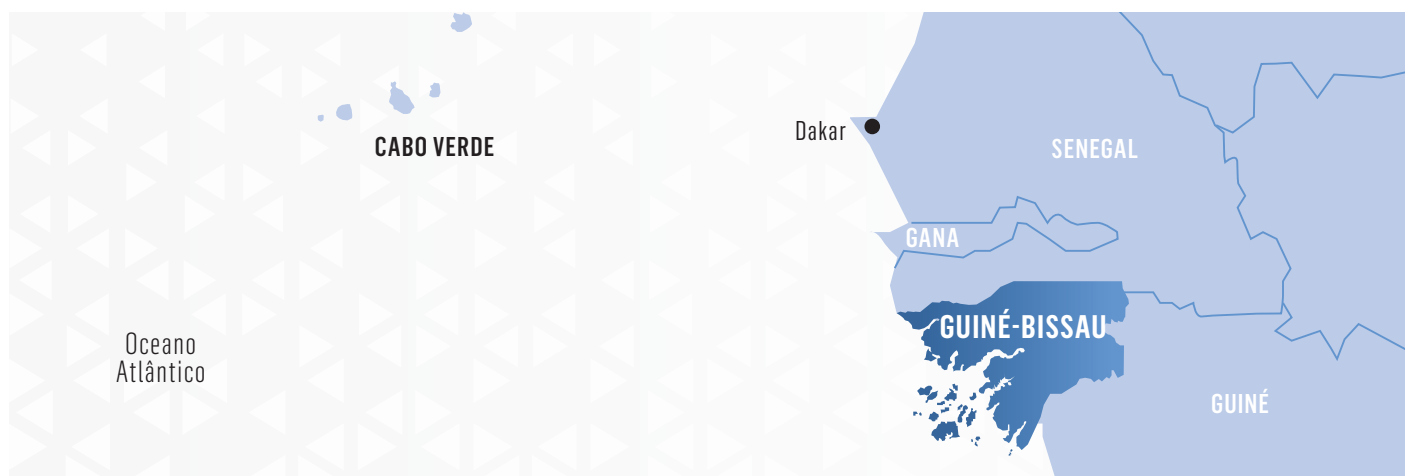 Dakar
CABO VERDE
SENEGAL
GANA
GUINÉ-BISSAU
Oceano
Atlântico
GUINÉ